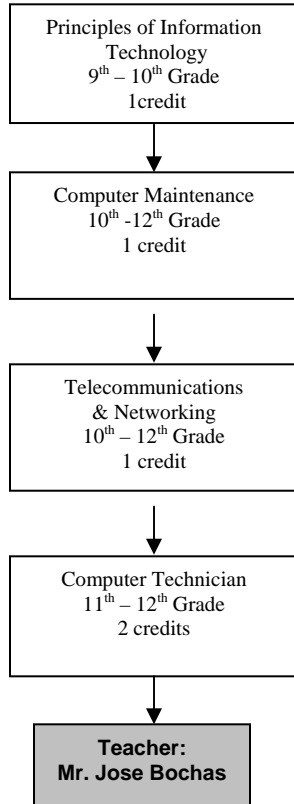 Principles of Information
Technology
9th – 10th Grade
1credit
Computer Maintenance
10th -12th Grade
1 credit
Telecommunications
& Networking
10th – 12th Grade
1 credit
Computer Technician
11th – 12th Grade
2 credits
Teacher:
Mr. Jose Bochas